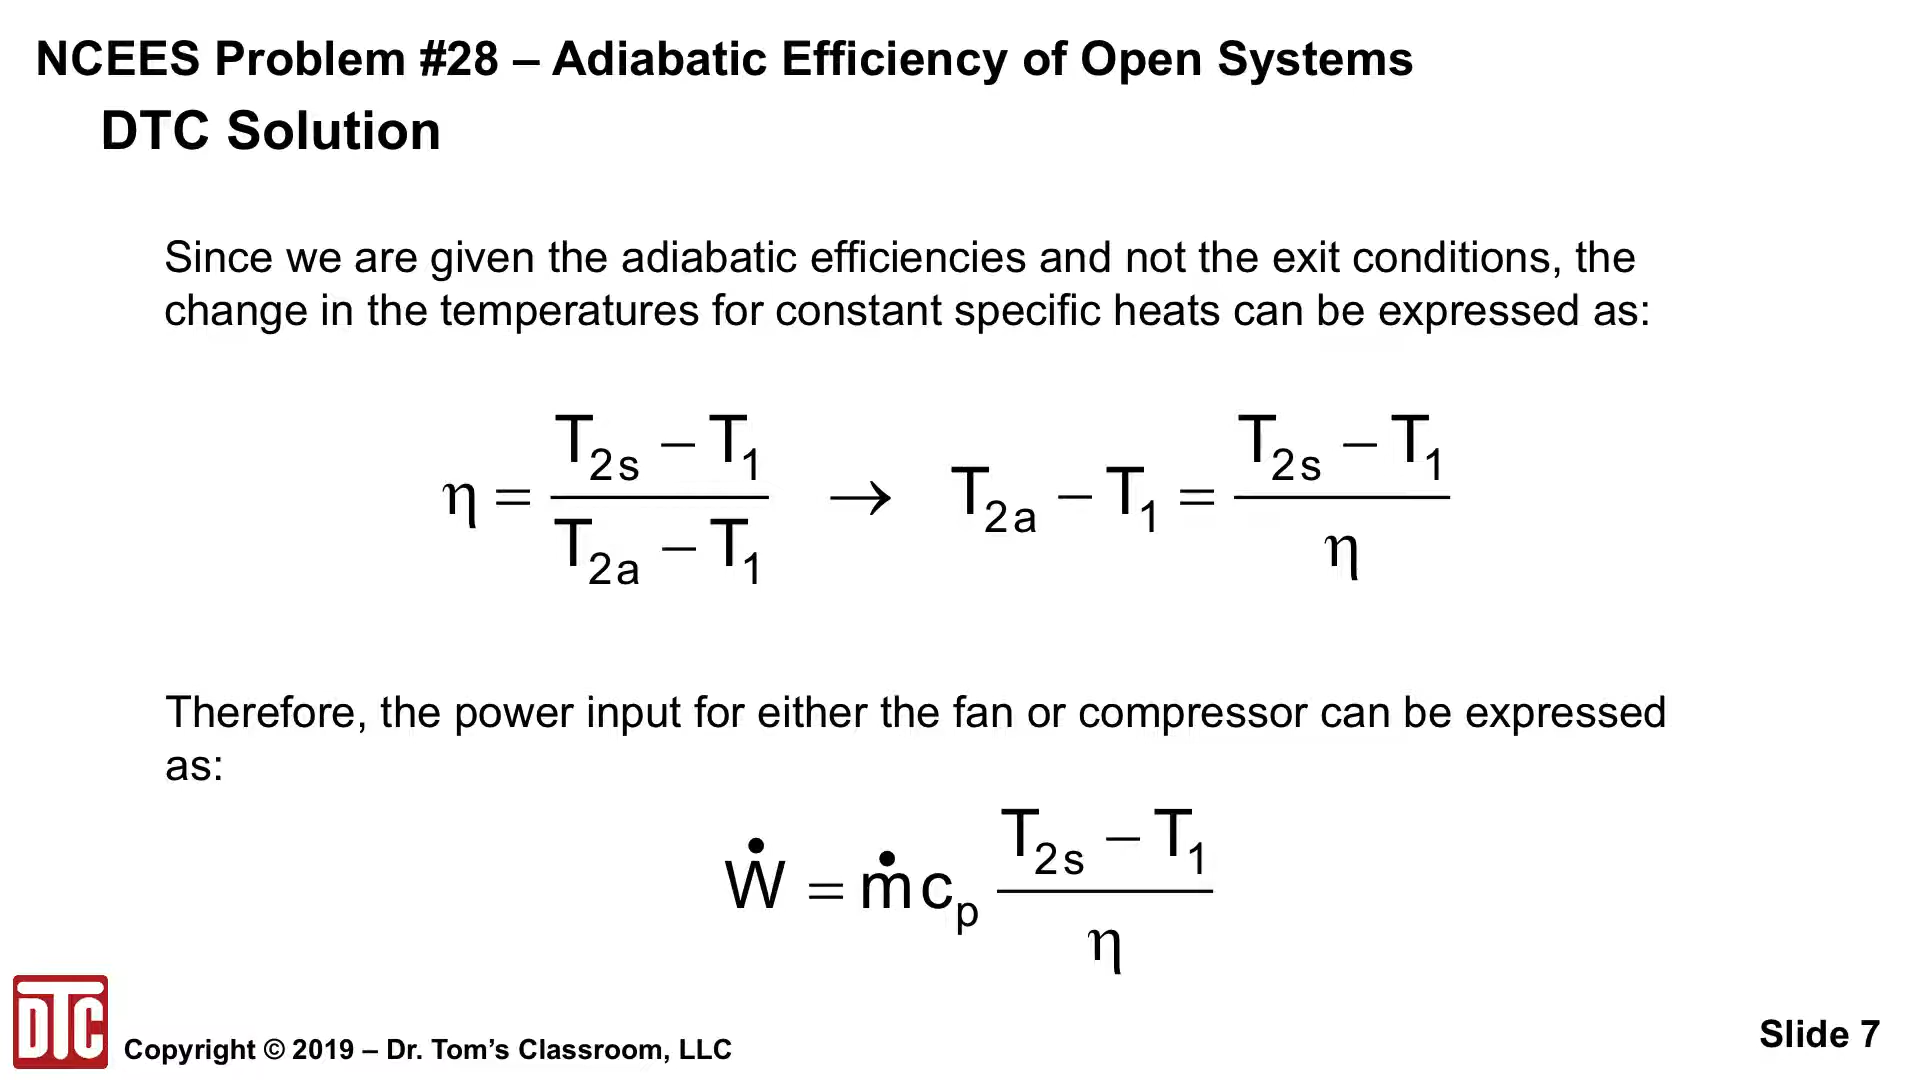 NCEES Problem #28 – Adiabatic Efficiency of Open Systems
DTC Solution
Since we are given the adiabatic efficiencies and not the exit conditions, the
change in the temperatures for constant specific heats can be expressed as:
η = (T₂ₛ − T₁) / (T₂ₐ − T₁) → T₂ₐ − T₁ = (T₂ₛ − T₁) / η
Therefore, the power input for either the fan or compressor can be expressed
as:
Ẇ = ṁ cₚ (T₂ₛ − T₁) / η
DTC
Copyright © 2019 – Dr. Tom’s Classroom, LLC
Slide 7